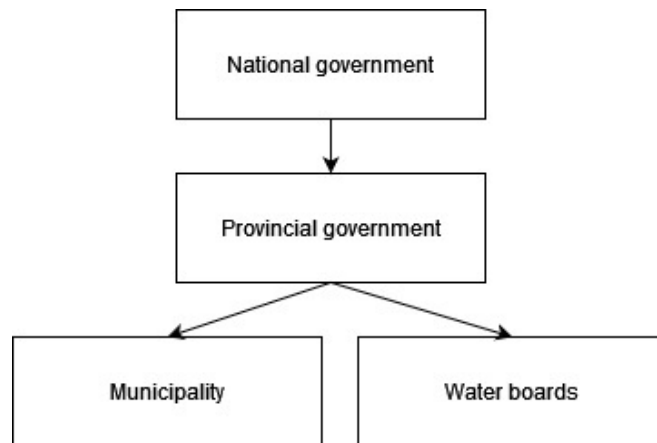 National government
Provincial government
Municipality
Water boards